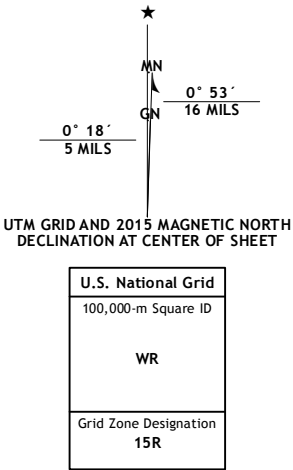 ★
MN
0° 53´
GN
16 MILS
0° 18´
5 MILS
UTM GRID AND 2015 MAGNETIC NORTH
DECLINATION AT CENTER OF SHEET
U.S. National Grid
100,000-m Square ID
WR
Grid Zone Designation
15R